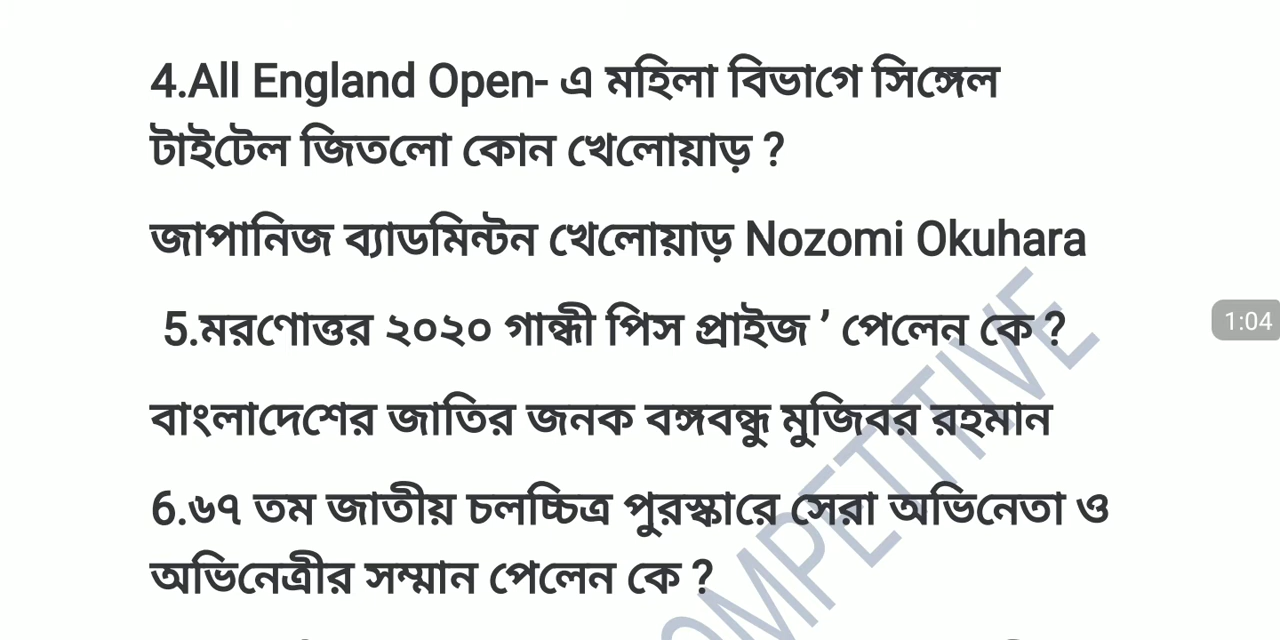 4.All England Open- এ মহিলা বিভাগে সিঙ্গেল
টাইটেল জিতলো কোন খেলোয়াড় ?
জাপানিজ ব্যাডমিন্টন খেলোয়াড় Nozomi Okuhara
5.মরণোত্তর ২০২০ গান্ধী পিস প্রাইজ ’ পেলেন কে ?
1:04
বাংলাদেশের জাতির জনক বঙ্গবন্ধু মুজিবর রহমান
6.৬৭ তম জাতীয় চলচ্চিত্র পুরস্কারে সেরা অভিনেতা ও
অভিনেত্রীর সম্মান পেলেন কে ?